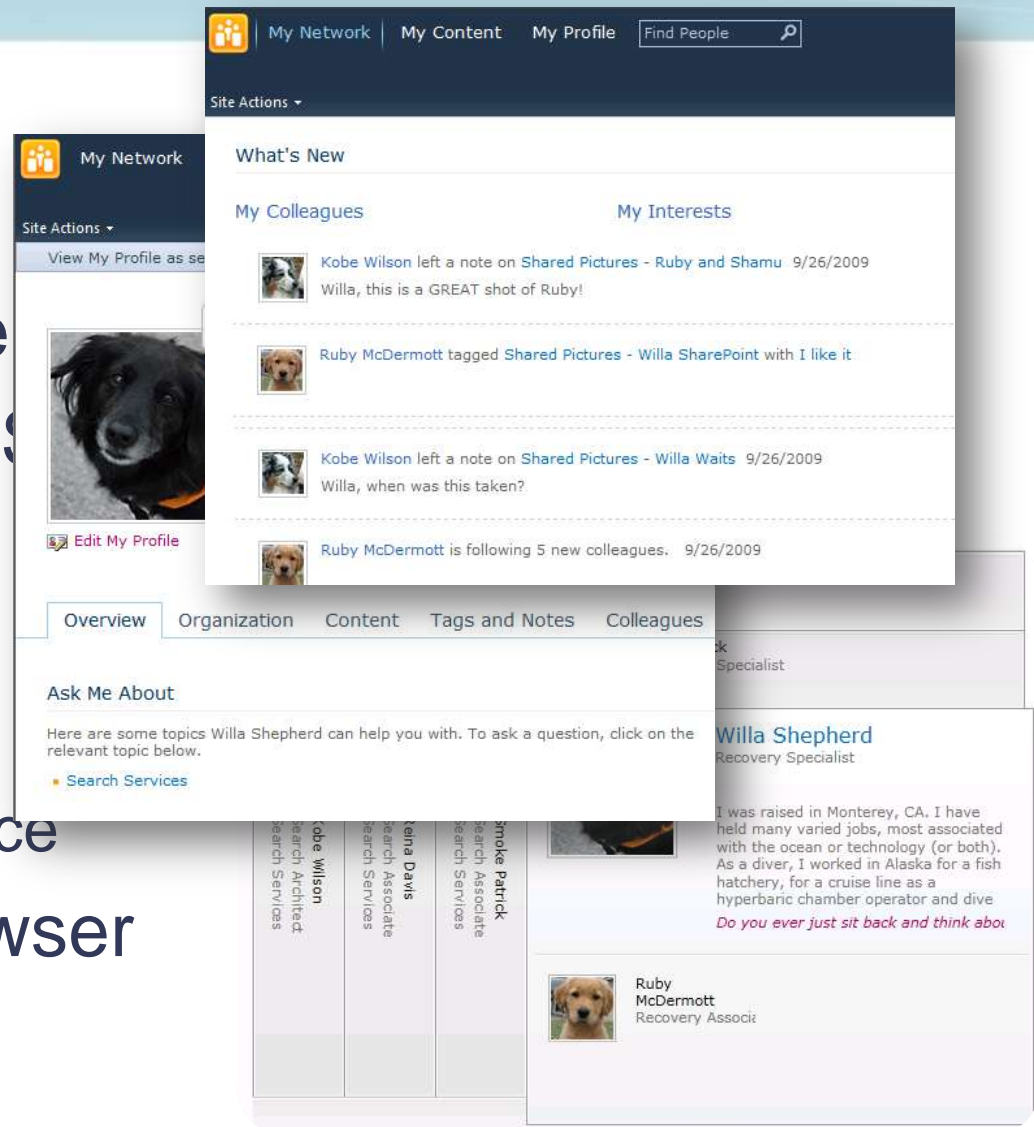 My Network
My Content
My Profile
Find People
Site Actions
What's New
My Colleagues
My Interests
Kobe Wilson left a note on Shared Pictures - Ruby and Shamu 9/26/2009
Willa, this is a GREAT shot of Ruby!
Ruby McDermott tagged Shared Pictures - Willa SharePoint with I like it
Kobe Wilson left a note on Shared Pictures - Willa Waits 9/26/2009
Willa, when was this taken?
Ruby McDermott is following 5 new colleagues. 9/26/2009
My Network
Site Actions
View My Profile as se
Edit My Profile
Overview
Organization
Content
Tags and Notes
Colleagues
Ask Me About
Here are some topics Willa Shepherd can help you with. To ask a question, click on the
relevant topic below.
Search Services
ce
wser
Specialist
Kobe Wilson
Search Architect
Search Services
Reina Davis
Search Associate
Search Services
Smoke Patrick
Search Associate
Search Services
Willa Shepherd
Recovery Specialist
I was raised in Monterey, CA. I have
held many varied jobs, most associated
with the ocean or technology (or both).
As a diver, I worked in Alaska for a fish
hatchery, for a cruise line as a
hyperbaric chamber operator and dive
Do you ever just sit back and think abou
Ruby
McDermott
Recovery Associa